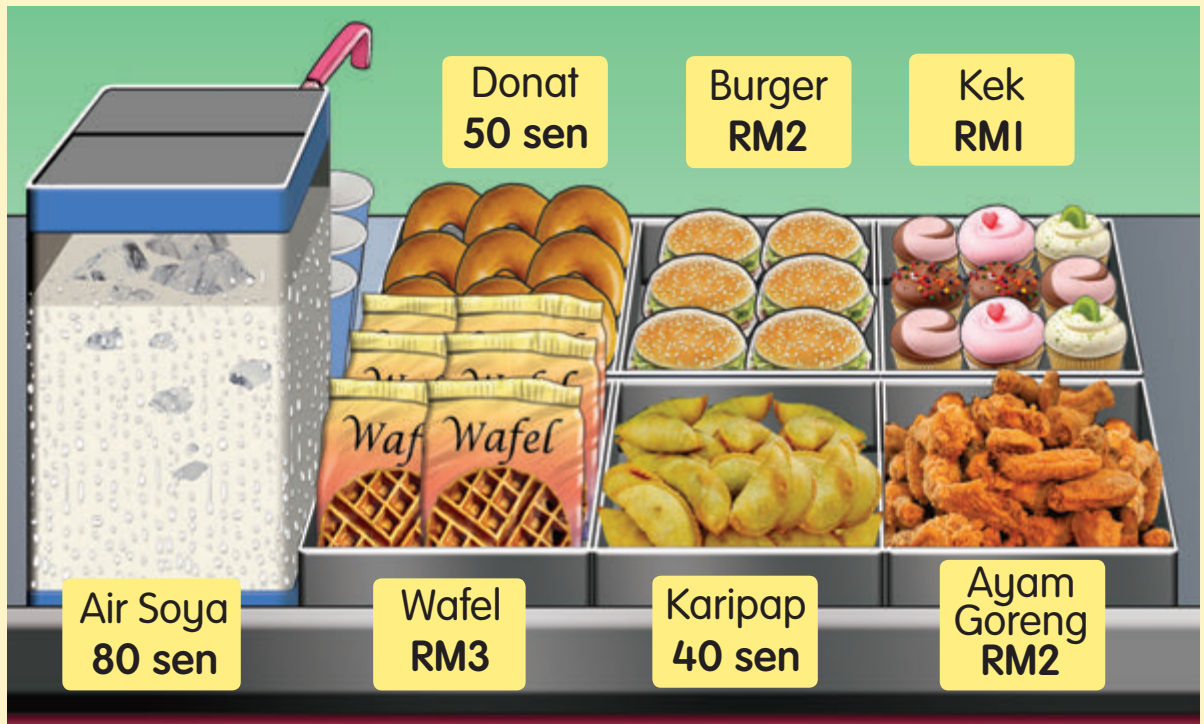 Donat
50 sen
Burger
RM2
Kek
RM1
Waf
Wafel
Air Soya
80 sen
Wafel
RM3
Karipap
40 sen
Ayam
Goreng
RM2